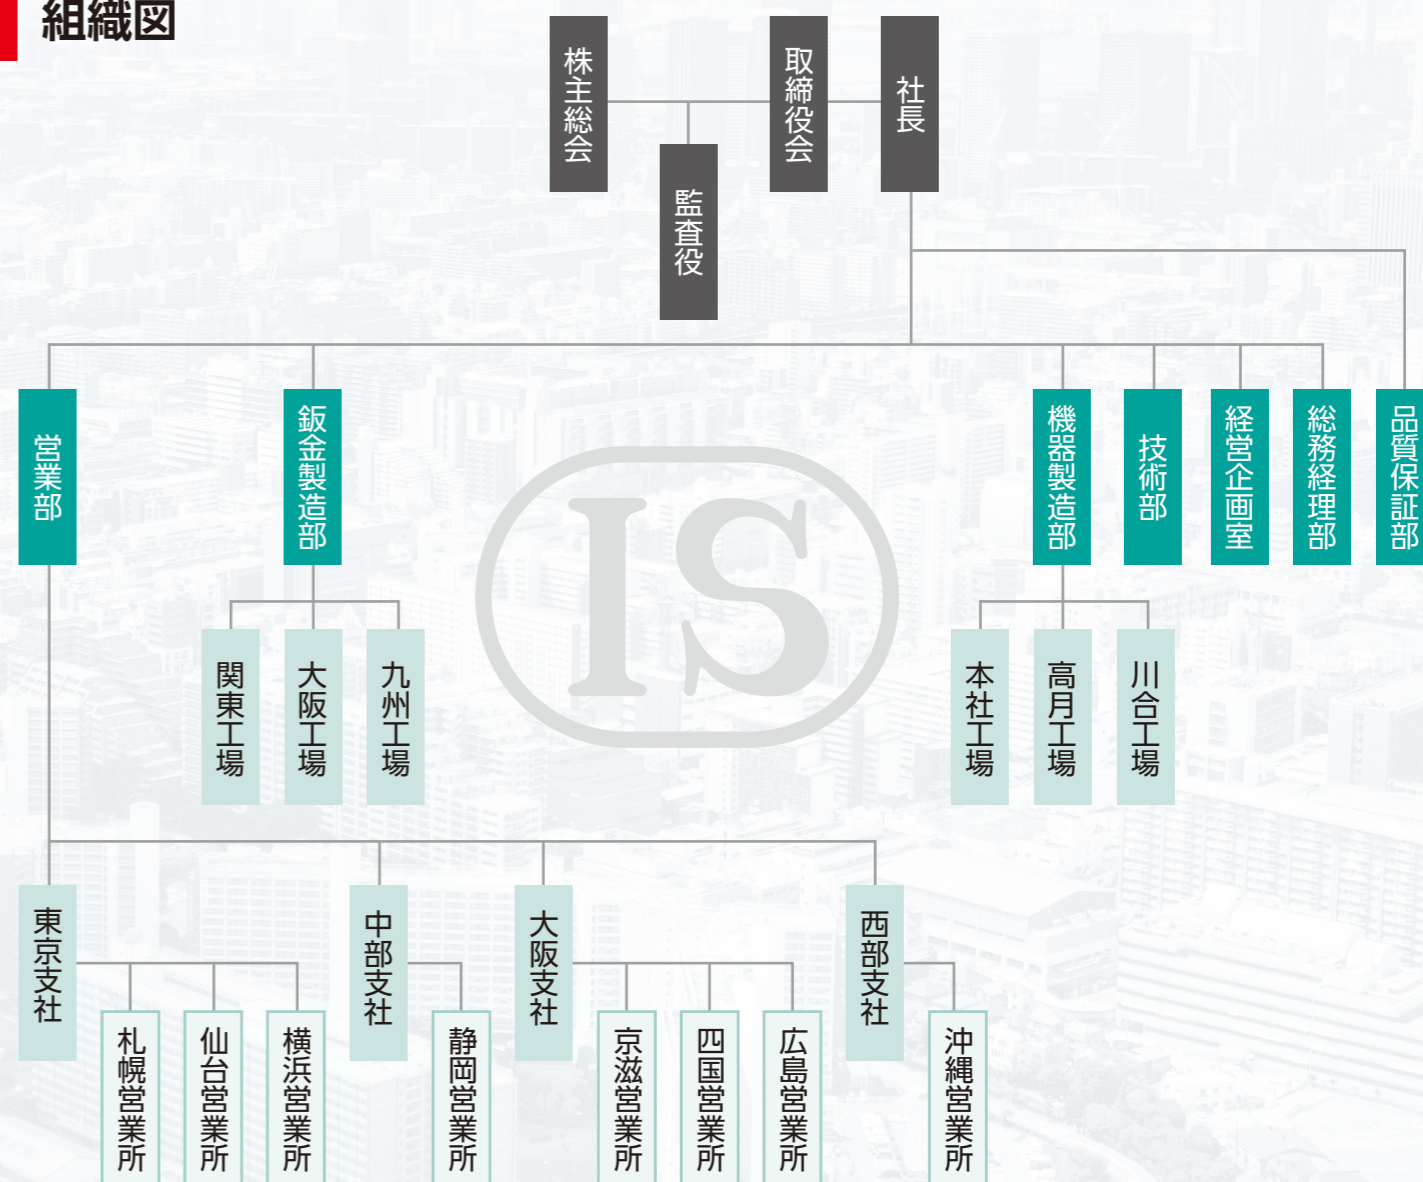 組織図
株主総会
監査役
取締役会
社長
営業部
鈑金製造部
機器製造部
技術部
経営企画室
総務経理部
品質保証部
関東工場
大阪工場
九州工場
IS
本社工場
高月工場
川合工場
東京支社
札幌営業所
仙台営業所
横浜営業所
中部支社
静岡営業所
大阪支社
京滋営業所
四国営業所
広島営業所
西部支社
沖縄営業所